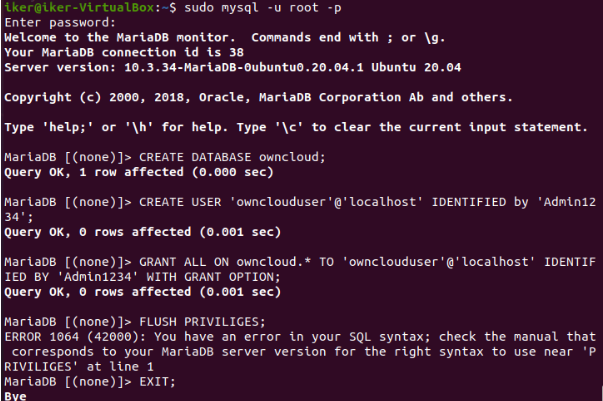 iker@iker-VirtualBox:~$ sudo mysql -u root -p
Enter password:
Welcome to the MariaDB monitor.  Commands end with ; or \g.
Your MariaDB connection id is 38
Server version: 10.3.34-MariaDB-0ubuntu0.20.04.1 Ubuntu 20.04
Copyright (c) 2000, 2018, Oracle, MariaDB Corporation Ab and others.
Type 'help;' or '\h' for help. Type '\c' to clear the current input statement.
MariaDB [(none)]> CREATE DATABASE owncloud;
Query OK, 1 row affected (0.000 sec)
MariaDB [(none)]> CREATE USER 'ownclouduser'@'localhost' IDENTIFIED by 'Admin12
34';
Query OK, 0 rows affected (0.001 sec)
MariaDB [(none)]> GRANT ALL ON owncloud.* TO 'ownclouduser'@'localhost' IDENTIF
IED BY 'Admin1234' WITH GRANT OPTION;
Query OK, 0 rows affected (0.001 sec)
MariaDB [(none)]> FLUSH PRIVILIGES;
ERROR 1064 (42000): You have an error in your SQL syntax; check the manual that
 corresponds to your MariaDB server version for the right syntax to use near 'P
RIVILIGES' at line 1
MariaDB [(none)]> EXIT;
Bye